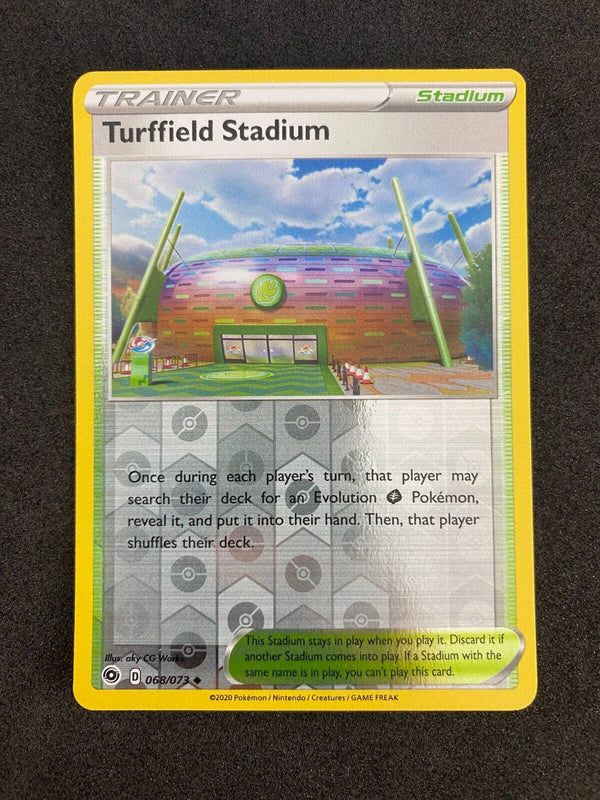 TRAINER Stadium
Turffield Stadium
Once during each player's turn, that player may
search their deck for an Evolution Pokémon,
reveal it, and put it into their hand. Then, that player
shuffles their deck.
This Stadium stays in play when you play it. Discard it if
another Stadium comes into play. If a Stadium with the
same name is in play, you can't play this card.
Illus. aky CG Works
D 068/073
©2020 Pokémon / Nintendo / Creatures / GAME FREAK